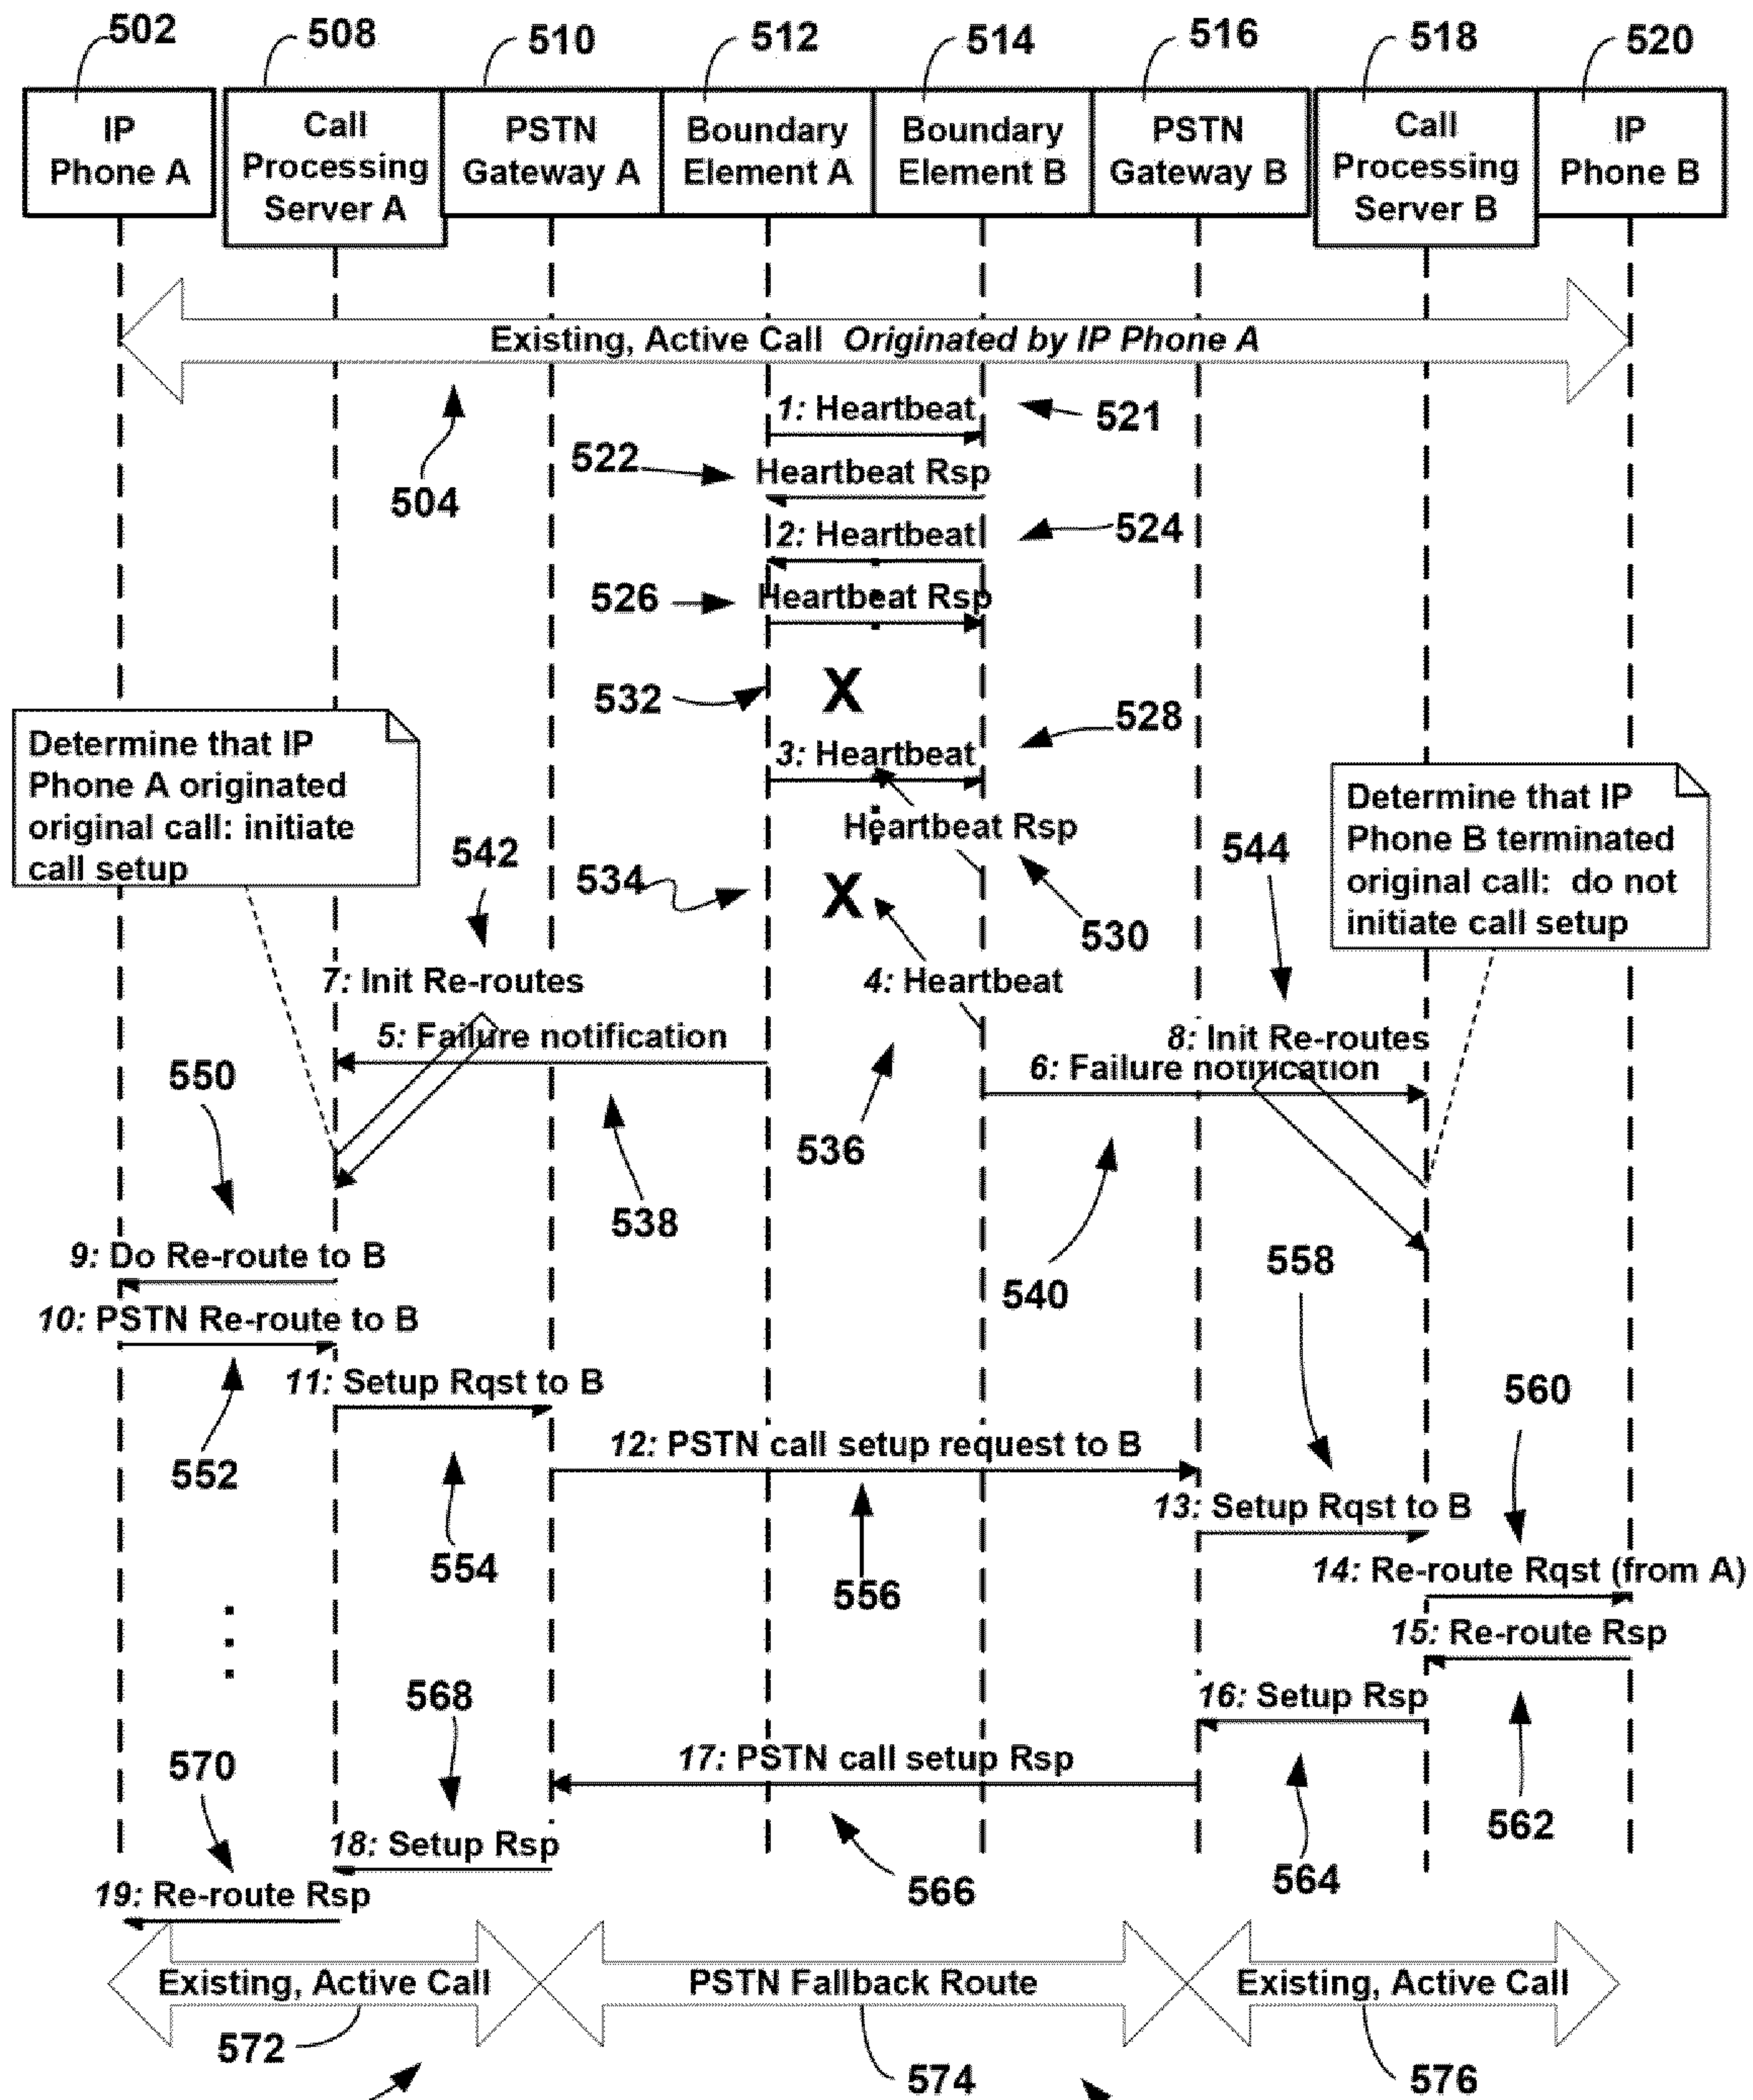 502
508
510
512
514
516
518
520
IP
Phone A
Call
Processing
Server A
PSTN
Gateway A
Boundary
Element A
Boundary
Element B
PSTN
Gateway B
Call
Processing
Server B
IP
Phone B
Existing, Active Call Originated by IP Phone A
504
1: Heartbeat
521
522
Heartbeat Rsp
2: Heartbeat
524
526
Heartbeat Rsp
532
X
528
3: Heartbeat
Heartbeat Rsp
530
534
X
4: Heartbeat
536
Determine that IP
Phone A originated
original call: initiate
call setup
542
544
Determine that IP
Phone B terminated
original call: do not
initiate call setup
7: Init Re-routes
5: Failure notification
8: Init Re-routes
6: Failure notification
550
538
540
558
9: Do Re-route to B
10: PSTN Re-route to B
552
11: Setup Rqst to B
554
12: PSTN call setup request to B
556
560
13: Setup Rqst to B
14: Re-route Rqst (from A)
15: Re-route Rsp
562
16: Setup Rsp
564
17: PSTN call setup Rsp
566
568
570
18: Setup Rsp
19: Re-route Rsp
Existing, Active Call
PSTN Fallback Route
Existing, Active Call
572
574
576